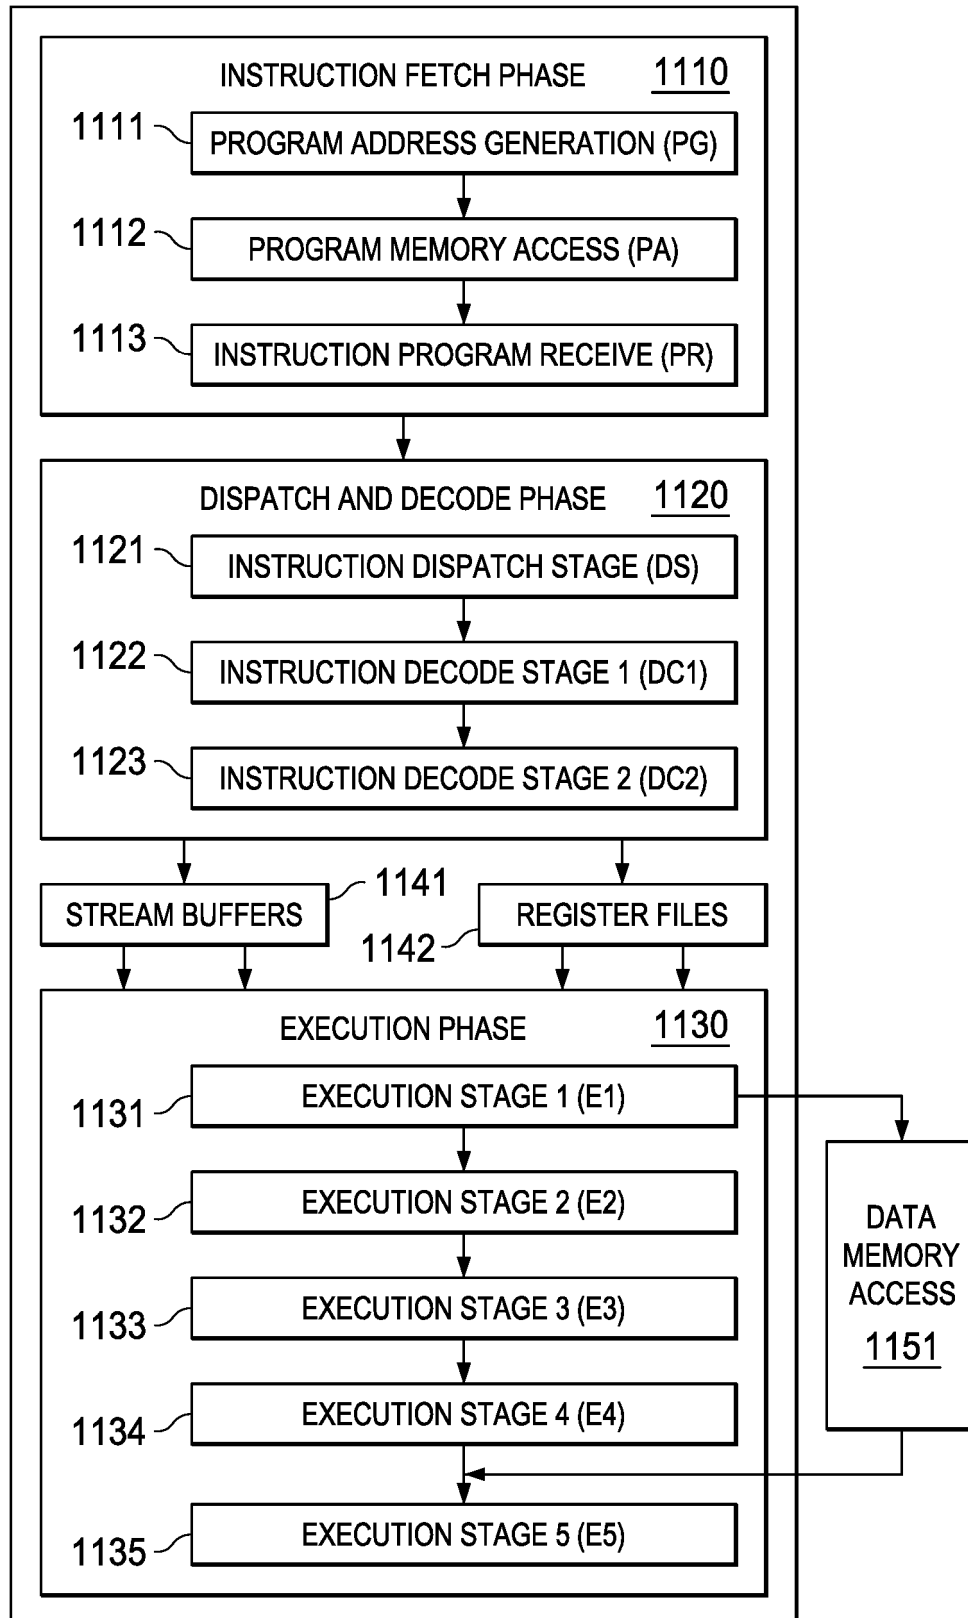 INSTRUCTION FETCH PHASE 1110
1111 PROGRAM ADDRESS GENERATION (PG)
1112 PROGRAM MEMORY ACCESS (PA)
1113 INSTRUCTION PROGRAM RECEIVE (PR)
DISPATCH AND DECODE PHASE 1120
1121 INSTRUCTION DISPATCH STAGE (DS)
1122 INSTRUCTION DECODE STAGE 1 (DC1)
1123 INSTRUCTION DECODE STAGE 2 (DC2)
STREAM BUFFERS 1141
1142 REGISTER FILES
EXECUTION PHASE 1130
1131 EXECUTION STAGE 1 (E1)
1132 EXECUTION STAGE 2 (E2)
1133 EXECUTION STAGE 3 (E3)
1134 EXECUTION STAGE 4 (E4)
1135 EXECUTION STAGE 5 (E5)
DATA
MEMORY
ACCESS
1151